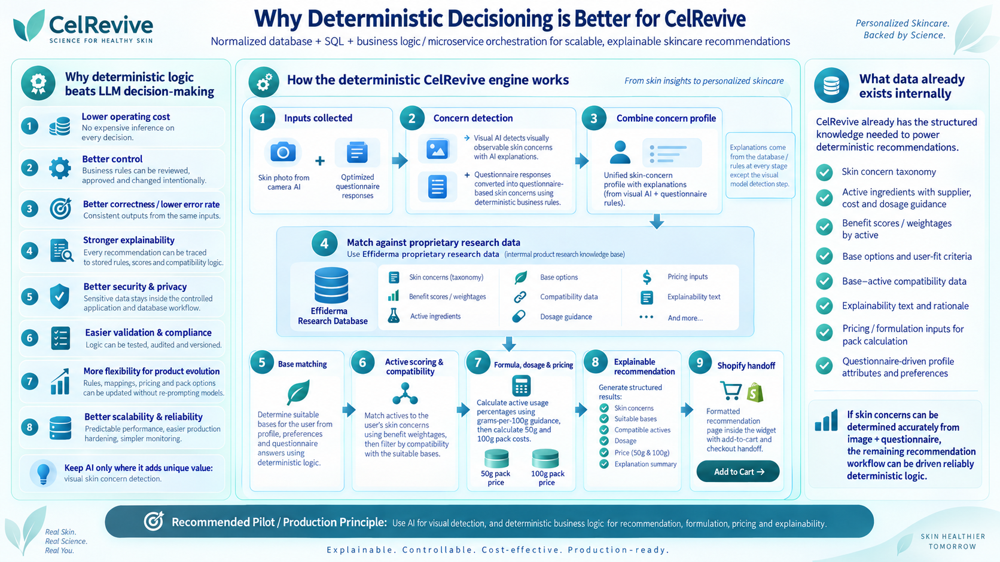 CelRevive
SCIENCE FOR HEALTHY SKIN
Why Deterministic Decisioning is Better for CelRevive
Normalized database + SQL + business logic / microservice orchestration for scalable, explainable skincare recommendations
Personalized Skincare.
Backed by Science.
Why deterministic logic
beats LLM decision-making
1
Lower operating cost
No expensive inference on
every decision.
2
Better control
Business rules can be reviewed,
approved and changed intentionally.
3
Better correctness / lower error rate
Consistent outputs from the same inputs.
4
Stronger explainability
Every recommendation can be traced
to stored rules, scores and compatibility logic.
5
Better security & privacy
Sensitive data stays inside the controlled
application and database workflow.
6
Easier validation & compliance
Logic can be tested, audited and versioned.
7
More flexibility for product evolution
Rules, mappings, pricing and pack options
can be updated without re-prompting models.
8
Better scalability & reliability
Predictable performance, easier production
hardening, simpler monitoring.
Keep AI only where it adds unique value:
visual skin concern detection.
How the deterministic CelRevive engine works
From skin insights to personalized skincare
1
Inputs collected
Skin photo from
camera AI
+
Optimized
questionnaire
responses
2
Concern detection
→ Visual AI detects visually
observable skin concerns
with AI explanations.
+ Questionnaire responses
converted into questionnaire-
based skin concerns using
deterministic business rules.
3
Combine concern profile
Unified skin-concern
profile with explanations
(from visual AI + questionnaire
rules).
Explanations come
from the database /
rules at every stage
except the visual
model detection step.
4
Match against proprietary research data
Use Effiderma proprietary research data (interrmal product research knowledge base)
Effiderma
Research Database
Skin concerns (taxonomy)
Benefit scores / weightages
Active ingredients
Base options
Compatibility data
Dosage guidance
$
Pricing inputs
Explainability text
And more...
5
Base matching
Determine suitable
bases for the user from
profile, preferences
and questionnaire
answers using
deterministic logic.
6
Active scoring &
compatibility
Match actives to the
user's skin concerns
using benefit weightages,
then filter by compatibility
with the suitable bases.
7
Formula, dosage & pricing
Calculate active usage
percentages using
grams-per-100g guidance,
then calculate 50g and
100g pack costs.
50g pack
price
100g pack
price
8
Explainable
recommendation
Generate structured
results:
Skin concerns
Suitable bases
Compatible actives
Dosage
Price (50g & 100g)
Explanation summary
9
Shopify handoff
S
Formatted
recommendation
page inside the widget
with add-to-cart and
checkout handoff.
Add to Cart →
What data already
exists internally
CelRevive already has the structured
knowledge needed to power
deterministic recommendations.
Skin concern taxonomy
Active ingredients with supplier,
cost and dosage guidance
Benefit scores / weightages
by active
Base options and user-fit criteria
Base–active compatibility data
Explainability text and rationale
Pricing / formulation inputs for
pack calculation
Questionnaire-driven profile
attributes and preferences
If skin concerns can be
determined accurately from
image + questionnaire,
the remaining recommendation
workflow can be driven reliably
deterministic logic.
Real Skin.
Real Science.
Real You.
Recommended Pilot / Production Principle: Use AI for visual detection, and deterministic business logic for recommendation, formulation, pricing and explainability.
Explainable. Controllable. Cost-effective. Production-ready.
SKIN HEALTHIER
TOMORROW